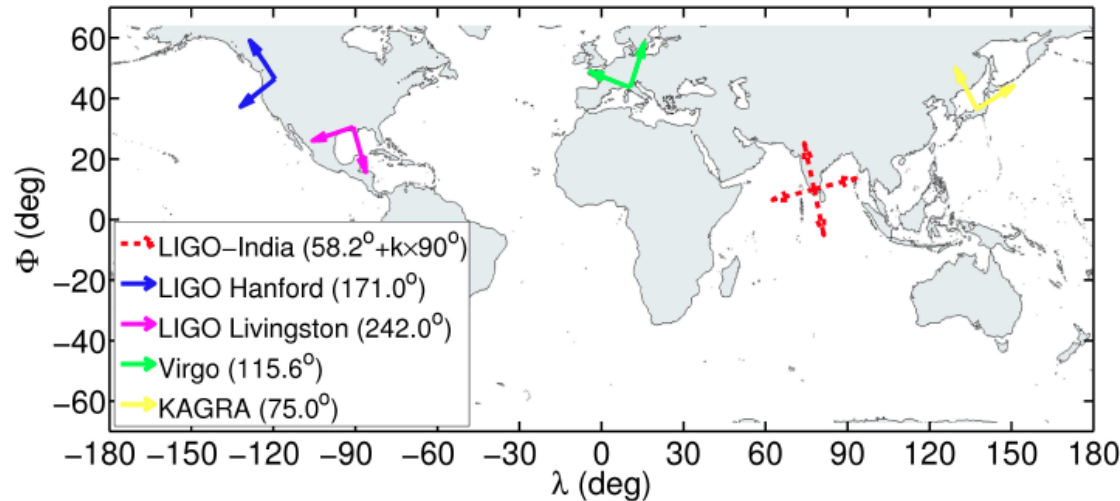 60
40
20
0
−20
−40
−60
Φ (deg)
LIGO−India (58.2°+k×90°)
LIGO Hanford (171.0°)
LIGO Livingston (242.0°)
Virgo (115.6°)
KAGRA (75.0°)
−180 −150 −120 −90 −60 −30 0 30 60 90 120 150 180
λ (deg)